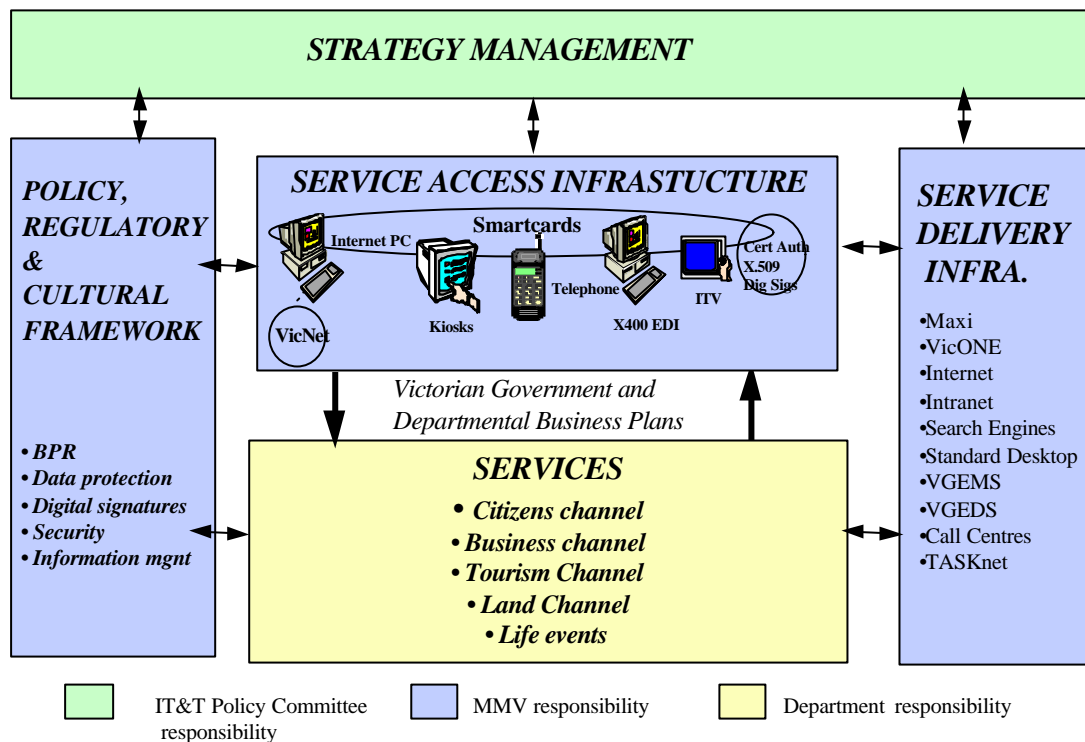 STRATEGY MANAGEMENT
POLICY,
REGULATORY
&
CULTURAL
FRAMEWORK
• BPR
• Data protection
• Digital signatures
• Security
• Information mgnt
SERVICE ACCESS INFRASTUCTURE
Smartcards
Internet PC
Kiosks
Telephone
X400 EDI
ITV
Cert Auth
X.509
Dig Sigs
VicNet
Victorian Government and
Departmental Business Plans
SERVICES
• Citizens channel
• Business channel
• Tourism Channel
• Land Channel
• Life events
SERVICE
DELIVERY
INFRA.
•Maxi
•VicONE
•Internet
•Intranet
•Search Engines
•Standard Desktop
•VGEMS
•VGEDS
•Call Centres
•TASKnet
IT&T Policy Committee
responsibility
MMV responsibility
Department responsibility